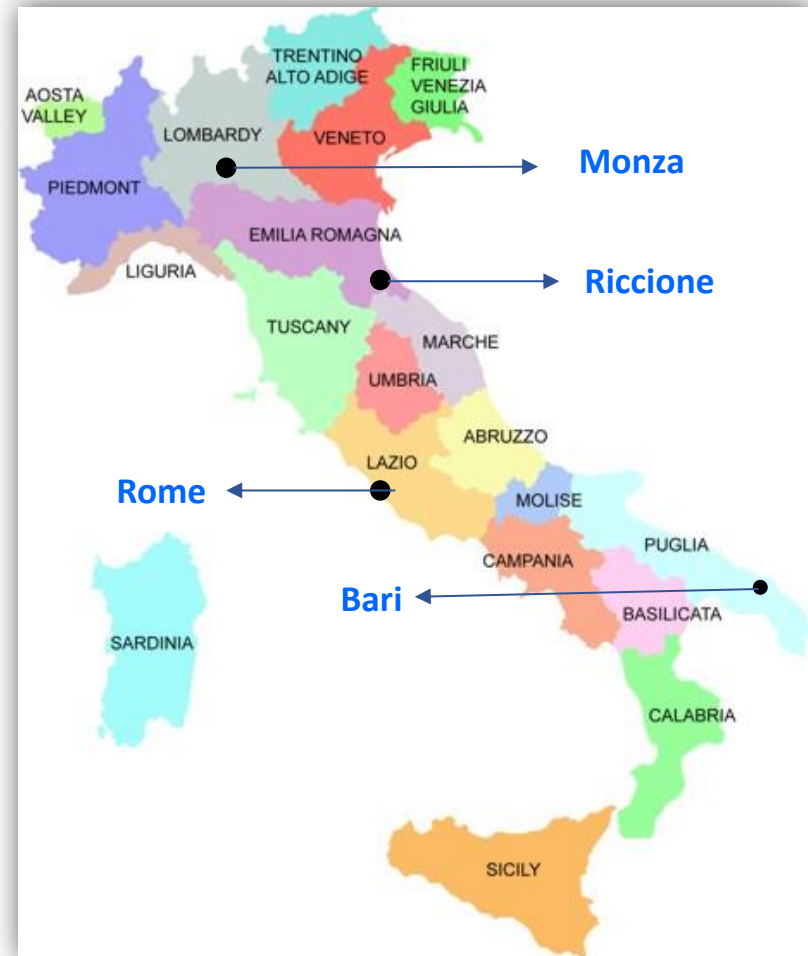 TRENTINO
ALTO ADIGE
FRIULI
VENEZIA
GIULIA
AOSTA
VALLEY
LOMBARDY
VENETO
Monza
PIEDMONT
EMILIA ROMAGNA
LIGURIA
Riccione
TUSCANY
MARCHE
UMBRIA
ABRUZZO
LAZIO
Rome
MOLISE
PUGLIA
CAMPANIA
Bari
BASILICATA
SARDINIA
CALABRIA
SICILY